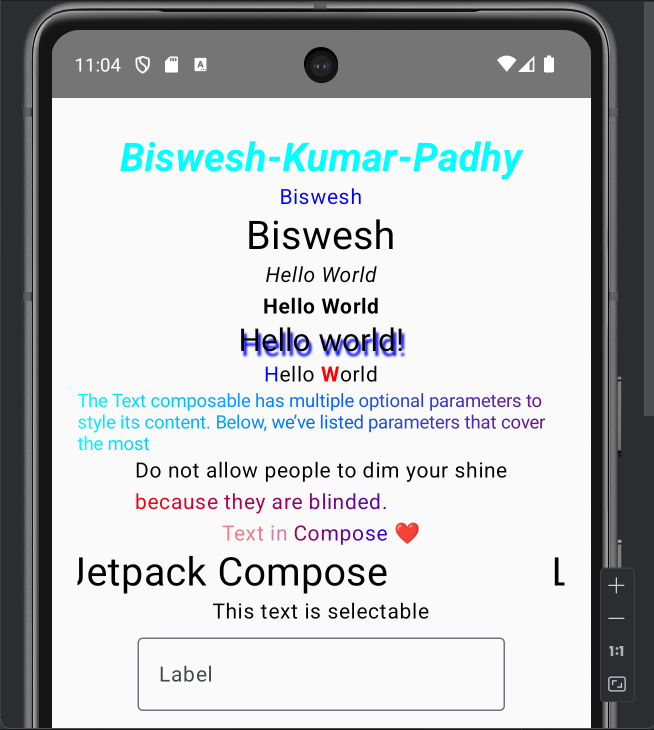 11:04
Biswesh-Kumar-Padhy
Biswesh
Biswesh
Hello World
Hello World
Hello world!
Hello World
The Text composable has multiple optional parameters to
style its content. Below, we’ve listed parameters that cover
the most
Do not allow people to dim your shine
because they are blinded.
Text in Compose ❤️
Jetpack Compose L
This text is selectable
Label
1:1